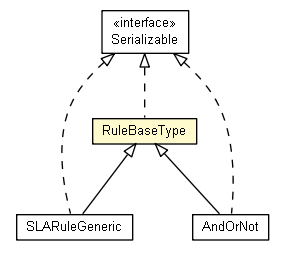 «interface»
Serializable
RuleBaseType
SLARuleGeneric
AndOrNot